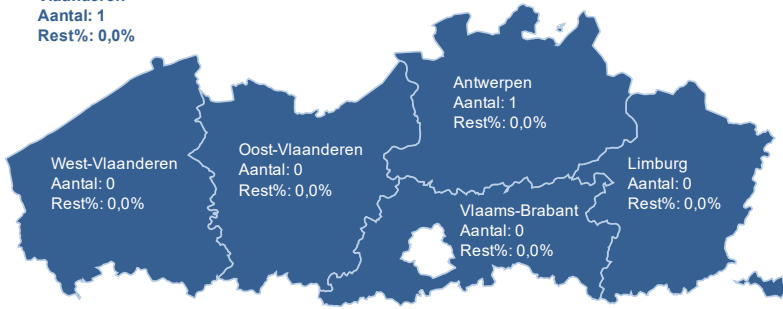 Aantal: 1
Rest%: 0,0%
Antwerpen
Aantal: 1
Rest%: 0,0%
West-Vlaanderen
Aantal: 0
Rest%: 0,0%
Oost-Vlaanderen
Aantal: 0
Rest%: 0,0%
Limburg
Aantal: 0
Rest%: 0,0%
Vlaams-Brabant
Aantal: 0
Rest%: 0,0%